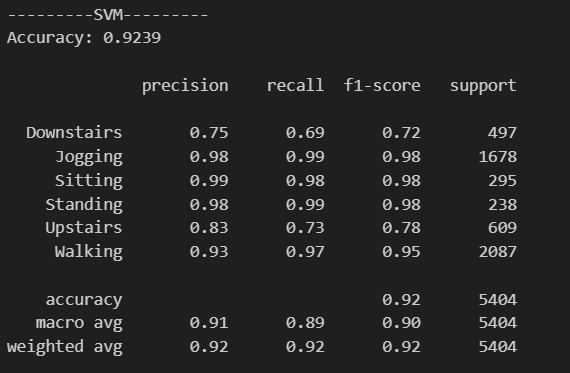 ---------SVM---------
Accuracy: 0.9239
precision recall f1-score support
Downstairs 0.75 0.69 0.72 497
Jogging 0.98 0.99 0.98 1678
Sitting 0.99 0.98 0.98 295
Standing 0.98 0.99 0.98 238
Upstairs 0.83 0.73 0.78 609
Walking 0.93 0.97 0.95 2087
accuracy 0.92 5404
macro avg 0.91 0.89 0.90 5404
weighted avg 0.92 0.92 0.92 5404